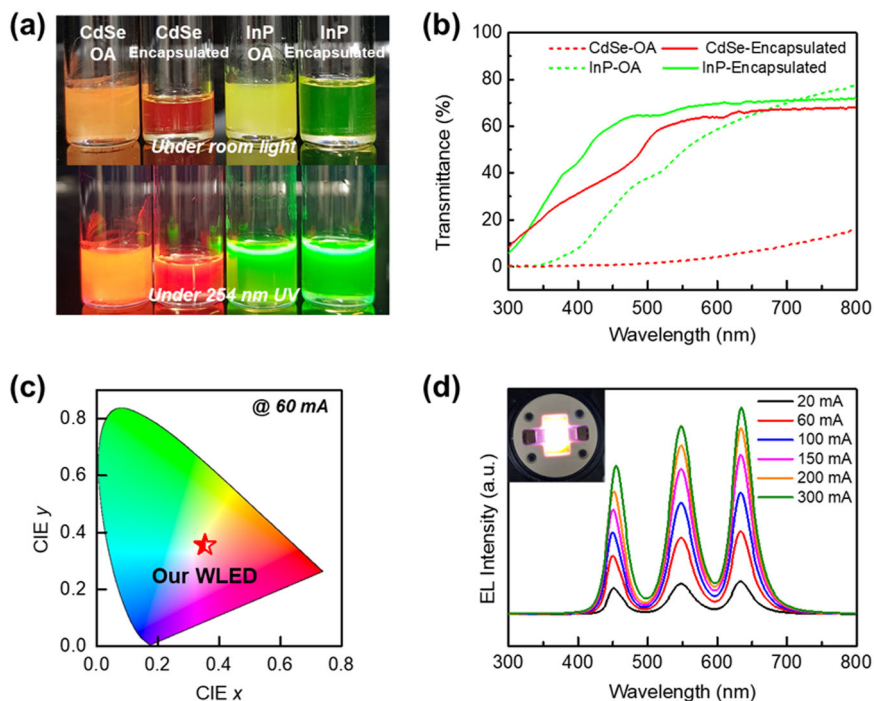 (a)
CdSe
OA
CdSe
Encapsulated
InP
OA
InP
Encapsulated
Under room light
Under 254 nm UV
(b)
CdSe-OA
CdSe-Encapsulated
InP-OA
InP-Encapsulated
Transmittance (%)
100
80
60
40
20
0
300 400 500 600 700 800
Wavelength (nm)
(c)
@ 60 mA
CIE y
0.8
0.6
0.4
0.2
0.0
Our WLED
0.0 0.2 0.4 0.6 0.8
CIE x
(d)
20 mA
60 mA
100 mA
150 mA
200 mA
300 mA
EL Intensity (a.u.)
300 400 500 600 700 800
Wavelength (nm)